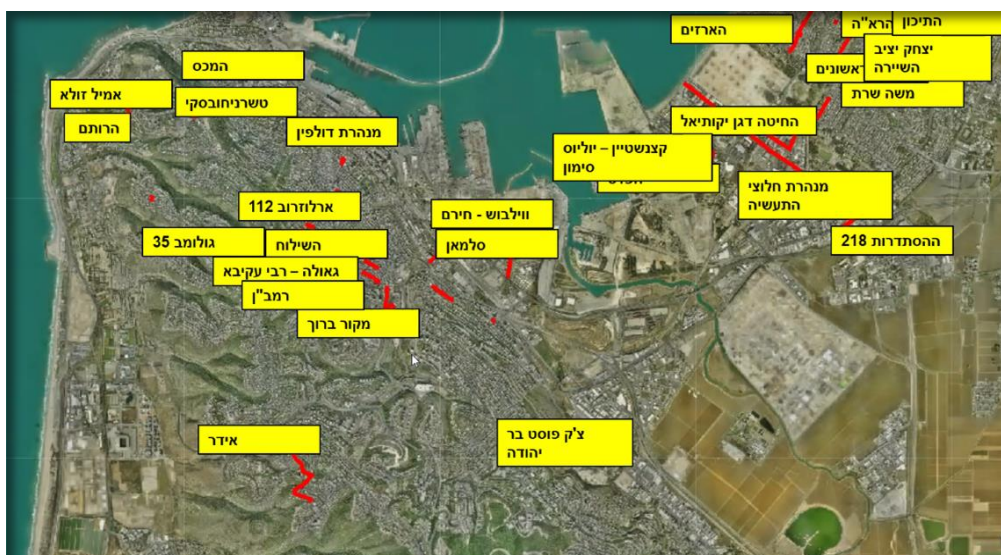 התיכון
הרא"ה
הארזים
יצחק יציב
השיירה
ראשונים
המכס
משה שרת
אמיל זולא
טשרניחובסקי
החיטה דגן יקותיאל
הרותם
מנהרת דולפין
קצנשטיין – יוליוס
סימון
מנהרת חלוצי
התעשיה
ארלוזרוב 112
ווילבוש - חירם
גולומב 35
השילוח
סלמאן
ההסתדרות 218
גאולה – רבי עקיבא
רמב"ן
מקור ברוך
צ'ק פוסט בר
יהודה
אידר